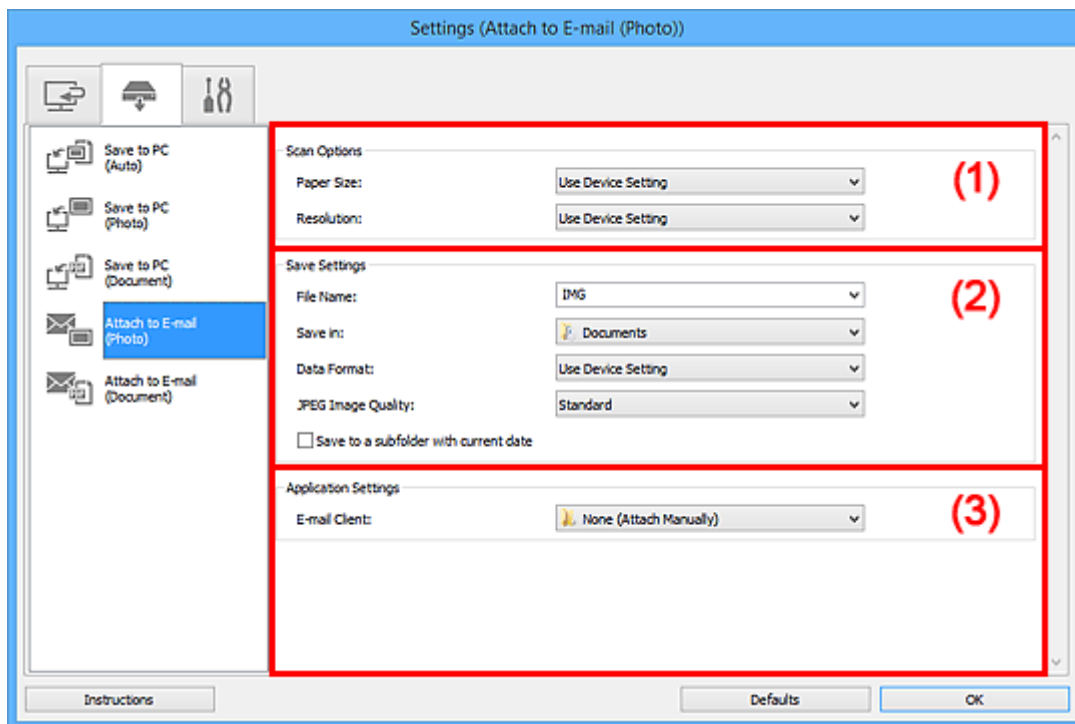 Settings (Attach to E-mail (Photo))
Save to PC
(Auto)
Save to PC
(Photo)
Save to PC
(Document)
Attach to E-mail
(Photo)
Attach to E-mail
(Document)
Scan Options
(1)
Paper Size:
Use Device Setting
Resolution:
Use Device Setting
Save Settings
(2)
File Name:
IMG
Save in:
Documents
Data Format:
Use Device Setting
JPEG Image Quality:
Standard
Save to a subfolder with current date
Application Settings
(3)
E-mail Client:
None (Attach Manually)
Instructions
Defaults
OK